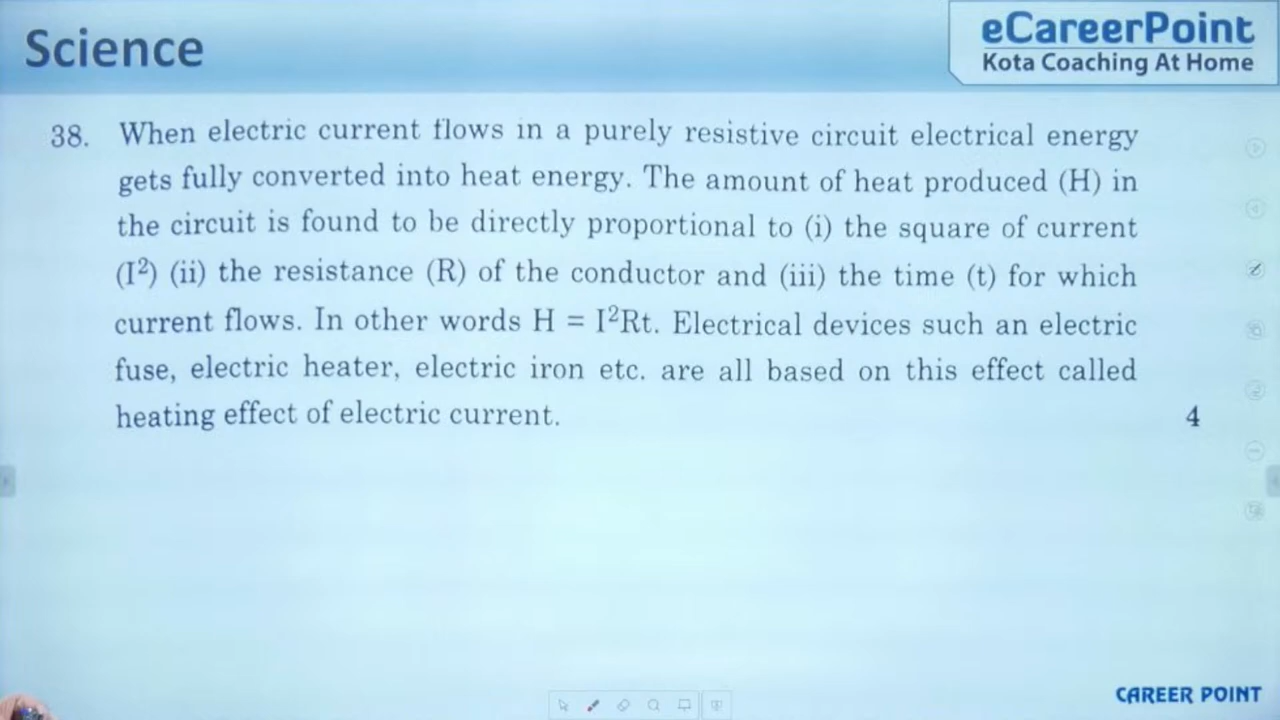 Science
eCareerPoint
Kota Coaching At Home
38. When electric current flows in a purely resistive circuit electrical energy
gets fully converted into heat energy. The amount of heat produced (H) in
the circuit is found to be directly proportional to (i) the square of current
(I²) (ii) the resistance (R) of the conductor and (iii) the time (t) for which
current flows. In other words H = I²Rt. Electrical devices such an electric
fuse, electric heater, electric iron etc. are all based on this effect called
heating effect of electric current. 4
CAREER POINT